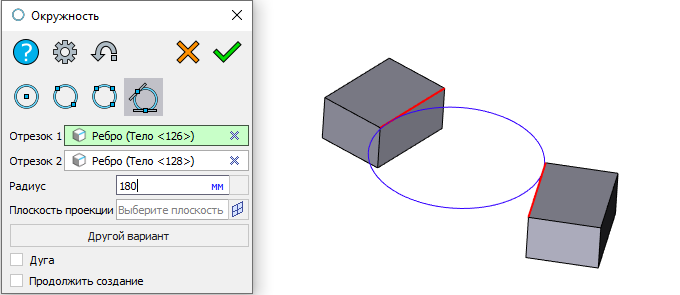 Окружность
?
Отрезок 1 Ребро (Тело <126>)
Отрезок 2 Ребро (Тело <128>)
Радиус 180 мм
Плоскость проекции Выберите плоскость
Другой вариант
Дуга
Продолжить создание